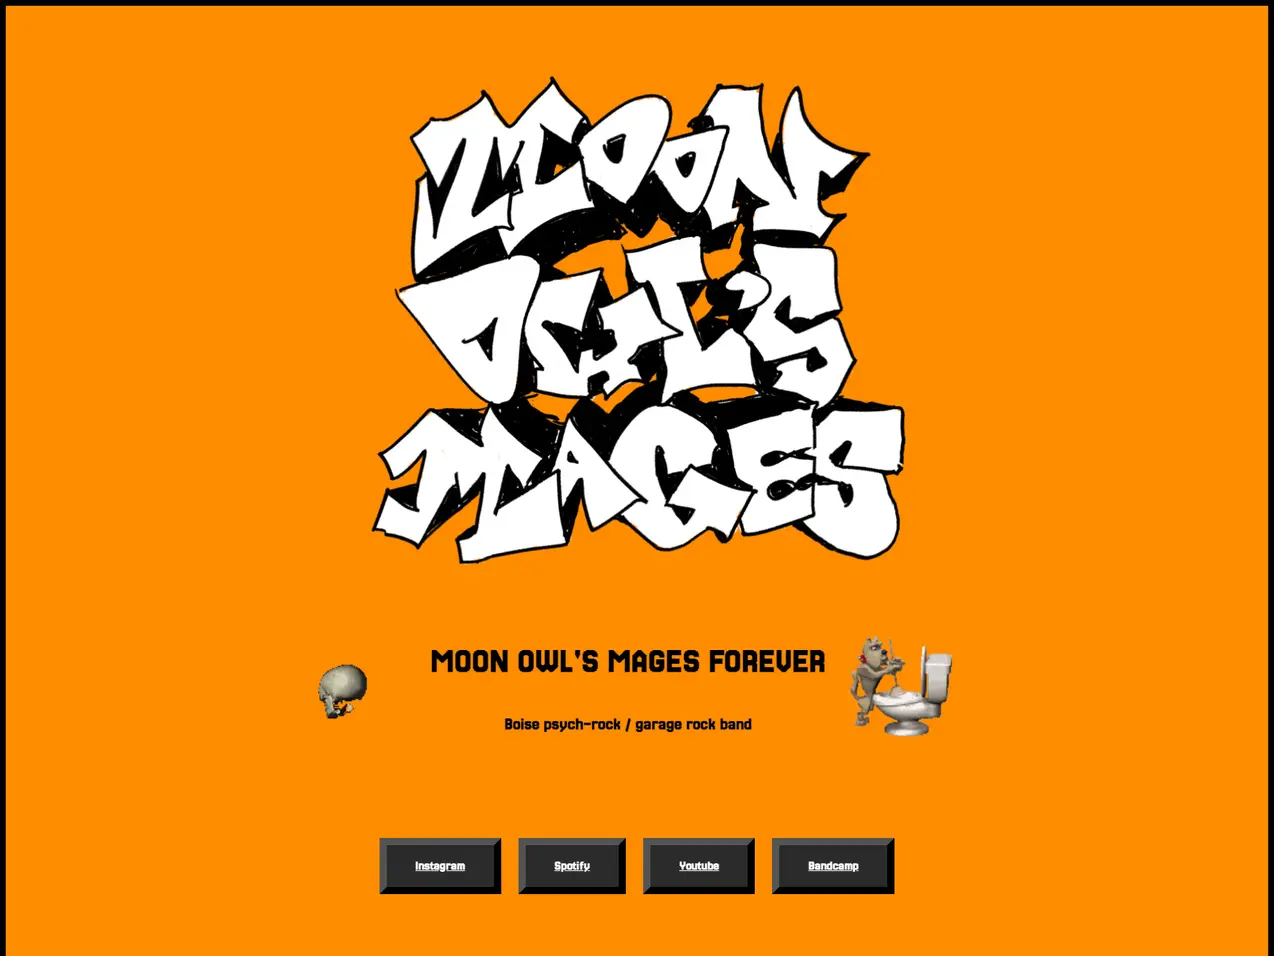 MOON
OWL'S
MAGES
MOON OWL'S MAGES FOREVER
Boise psych-rock / garage rock band
Instagram
Spotify
Youtube
Bandcamp